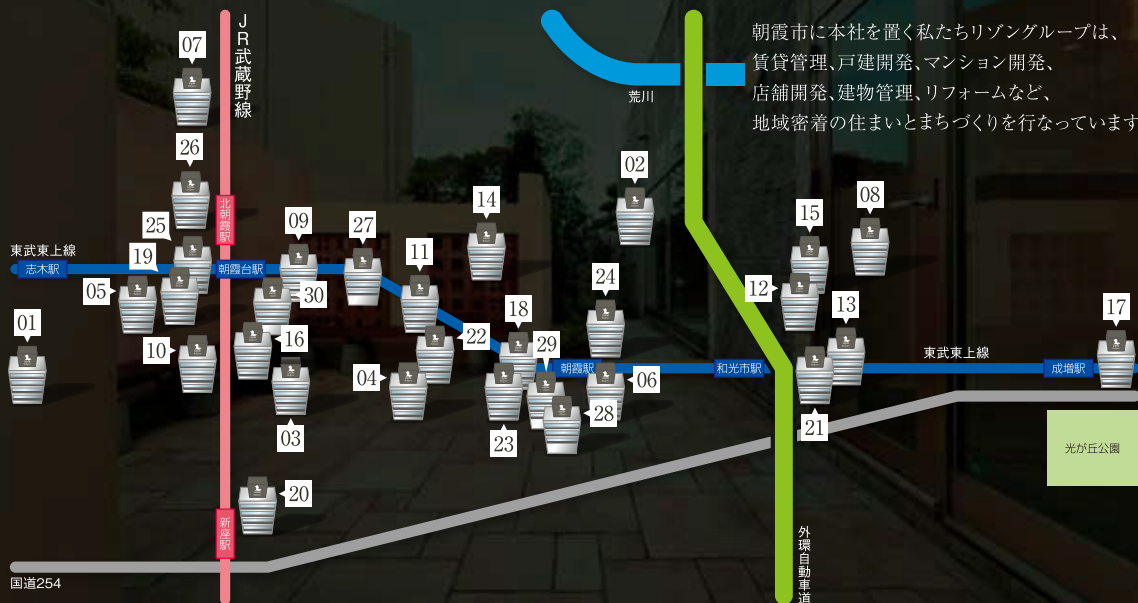 朝霞市に本社を置く私たちリゾングループは、
賃貸管理、戸建開発、マンション開発、
店舗開発、建物管理、リフォームなど、
地域密着の住まいとまちづくりを行なっています
JR武蔵野線
荒川
07
26
02
14
08
15
09
27
25
北朝霞駅
東武東上線
志木駅
19
朝霞台駅
11
24
12
05
30
13
17
01
18
16
22
10
29
東武東上線
04
朝霞駅
06
和光市駅
成増駅
28
03
23
21
光が丘公園
20
新座駅
外環自動車道
国道254